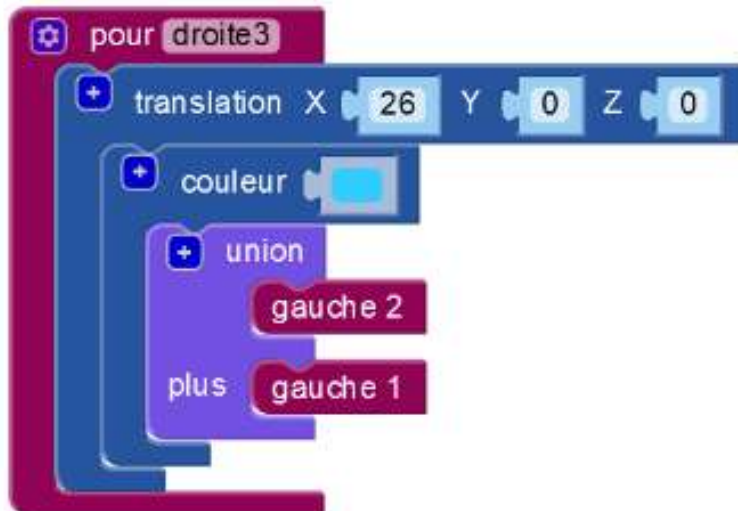 pour droite3
translation X 26 Y 0 Z 0
couleur
union
gauche 2
plus gauche 1